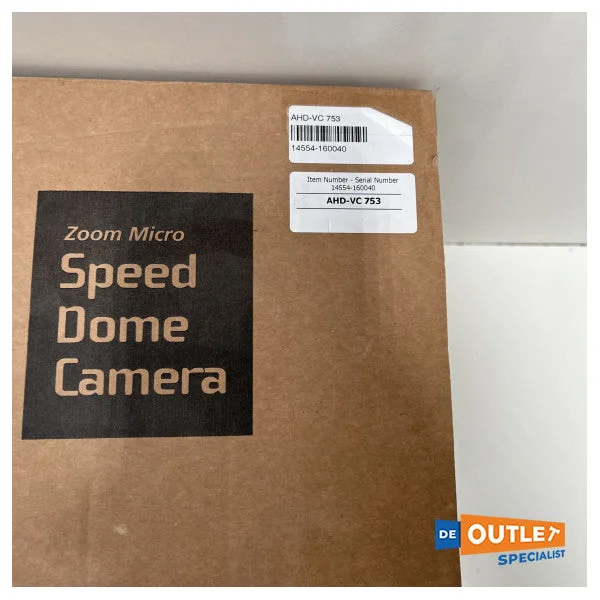 AHD-VC 753
14554-160040
Item Number - Serial Number
14554-160040
AHD-VC 753
Zoom Micro
Speed
Dome
Camera
DE OUTLET
SPECIALIST